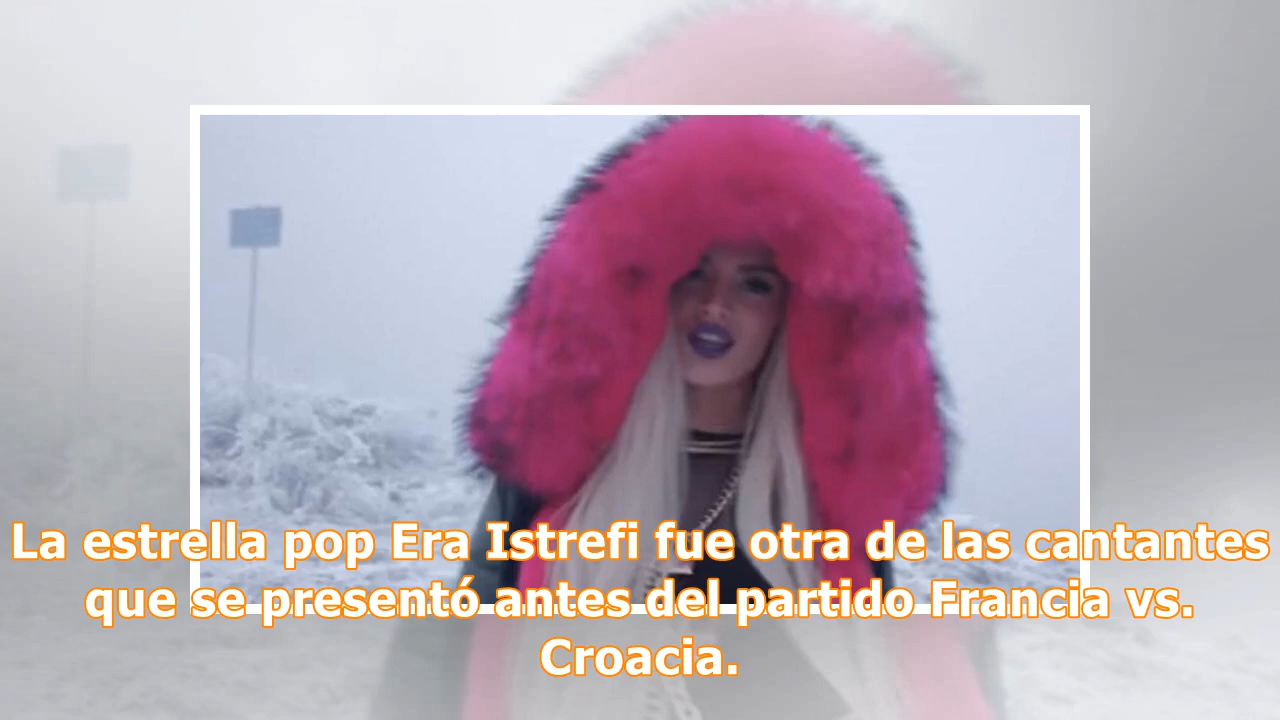 La estrella pop Era Istrefi fue otra de las cantantes
que se presentó antes del partido Francia vs.
Croacia.